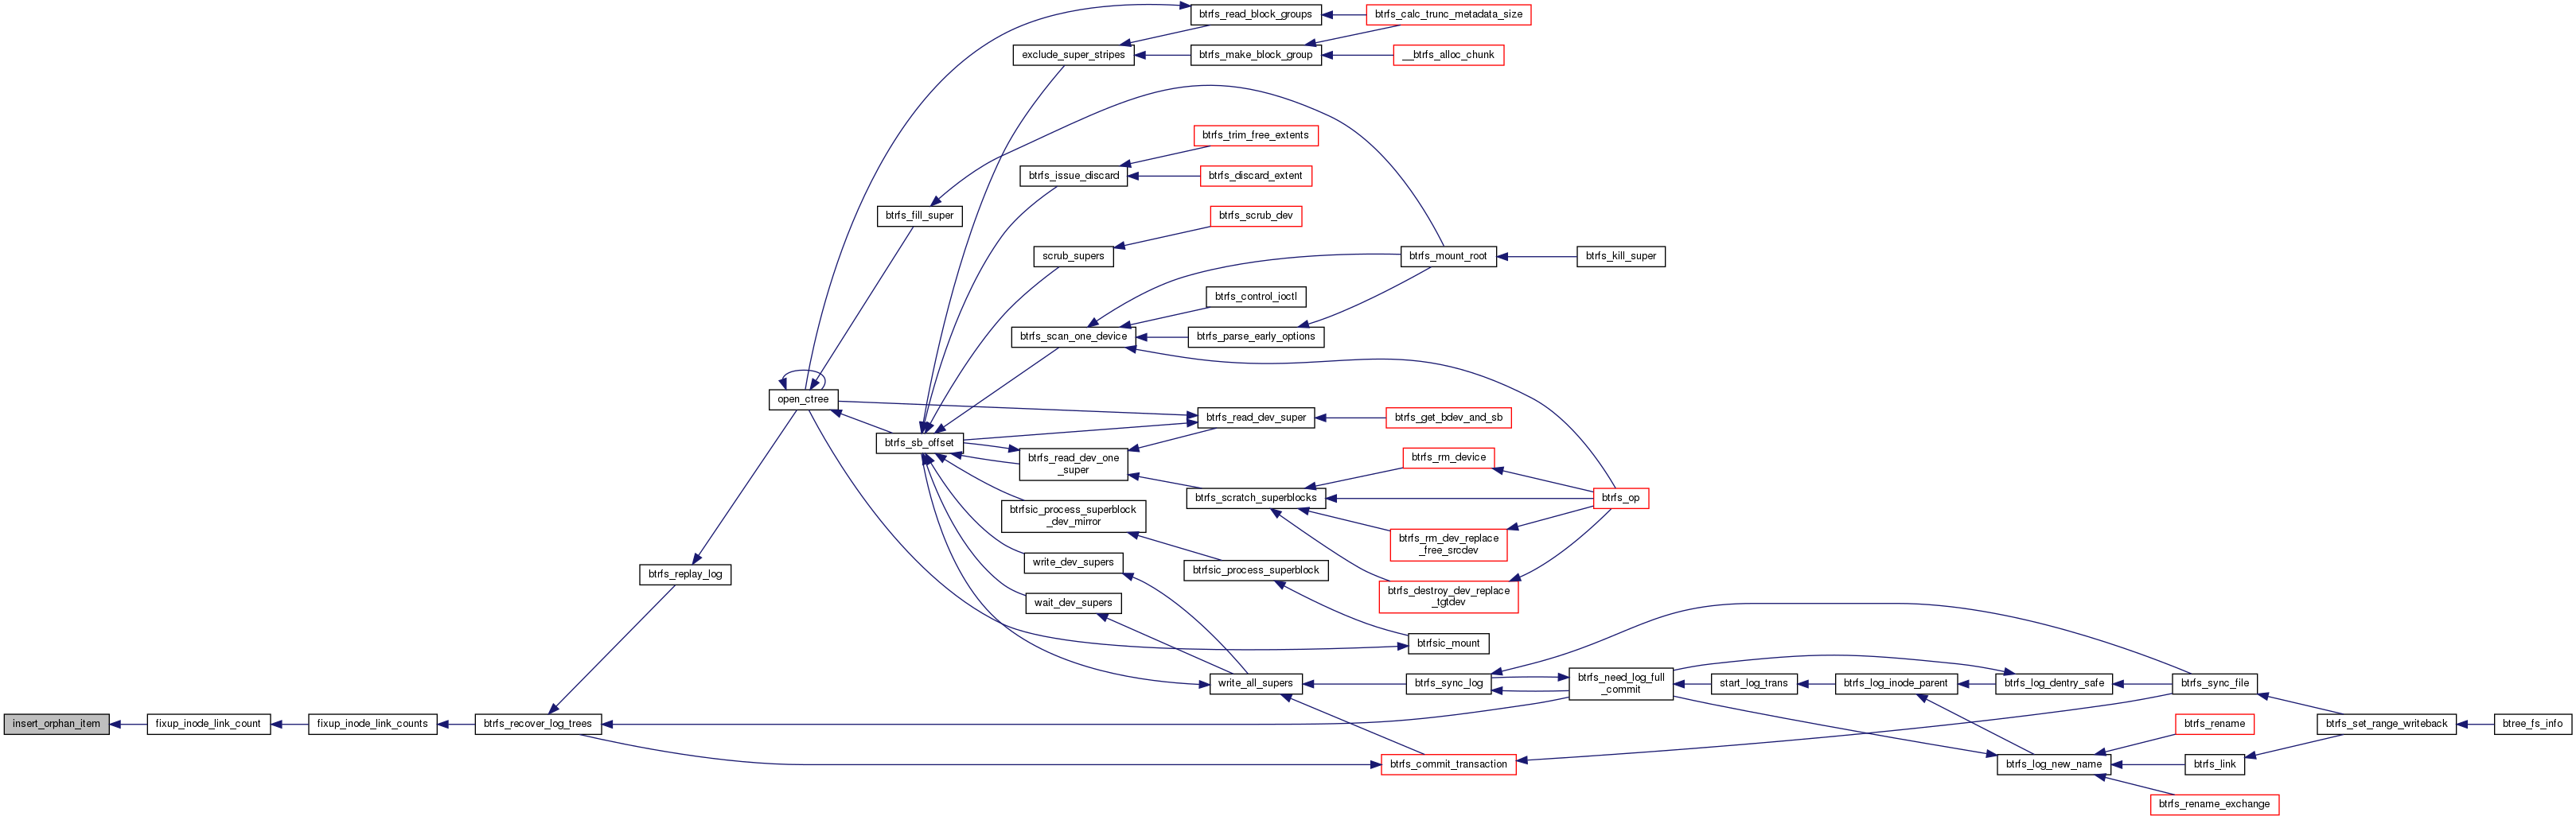 btrfs_read_block_groups
btrfs_calc_trunc_metadata_size
exclude_super_stripes
btrfs_make_block_group
__btrfs_alloc_chunk
btrfs_trim_free_extents
btrfs_issue_discard
btrfs_discard_extent
btrfs_fill_super
btrfs_scrub_dev
scrub_supers
btrfs_mount_root
btrfs_kill_super
btrfs_control_ioctl
btrfs_scan_one_device
btrfs_parse_early_options
open_ctree
btrfs_read_dev_super
btrfs_get_bdev_and_sb
btrfs_sb_offset
btrfs_read_dev_one
_super
btrfs_rm_device
btrfs_scratch_superblocks
btrfs_op
btrfsic_process_superblock
_dev_mirror
btrfs_rm_dev_replace
_free_srcdev
write_dev_supers
btrfsic_process_superblock
btrfs_replay_log
btrfs_destroy_dev_replace
_tgtdev
wait_dev_supers
btrfsic_mount
write_all_supers
btrfs_sync_log
btrfs_need_log_full
_commit
start_log_trans
btrfs_log_inode_parent
btrfs_log_dentry_safe
btrfs_sync_file
insert_orphan_item
fixup_inode_link_count
fixup_inode_link_counts
btrfs_recover_log_trees
btrfs_rename
btrfs_set_range_writeback
btree_fs_info
btrfs_commit_transaction
btrfs_log_new_name
btrfs_link
btrfs_rename_exchange